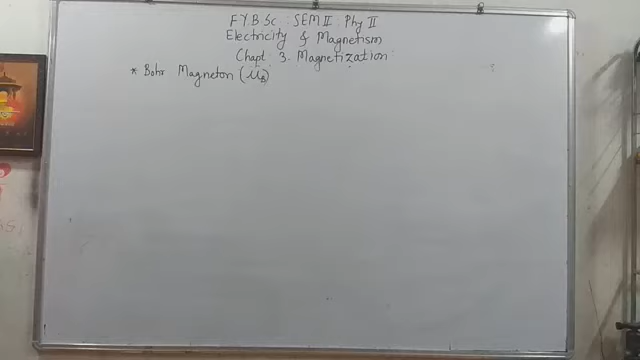 F.Y.B.Sc. : SEM II : Phy II
Electricity & Magnetism
Chapt 3. Magnetization
* Bohr Magneton (μB)